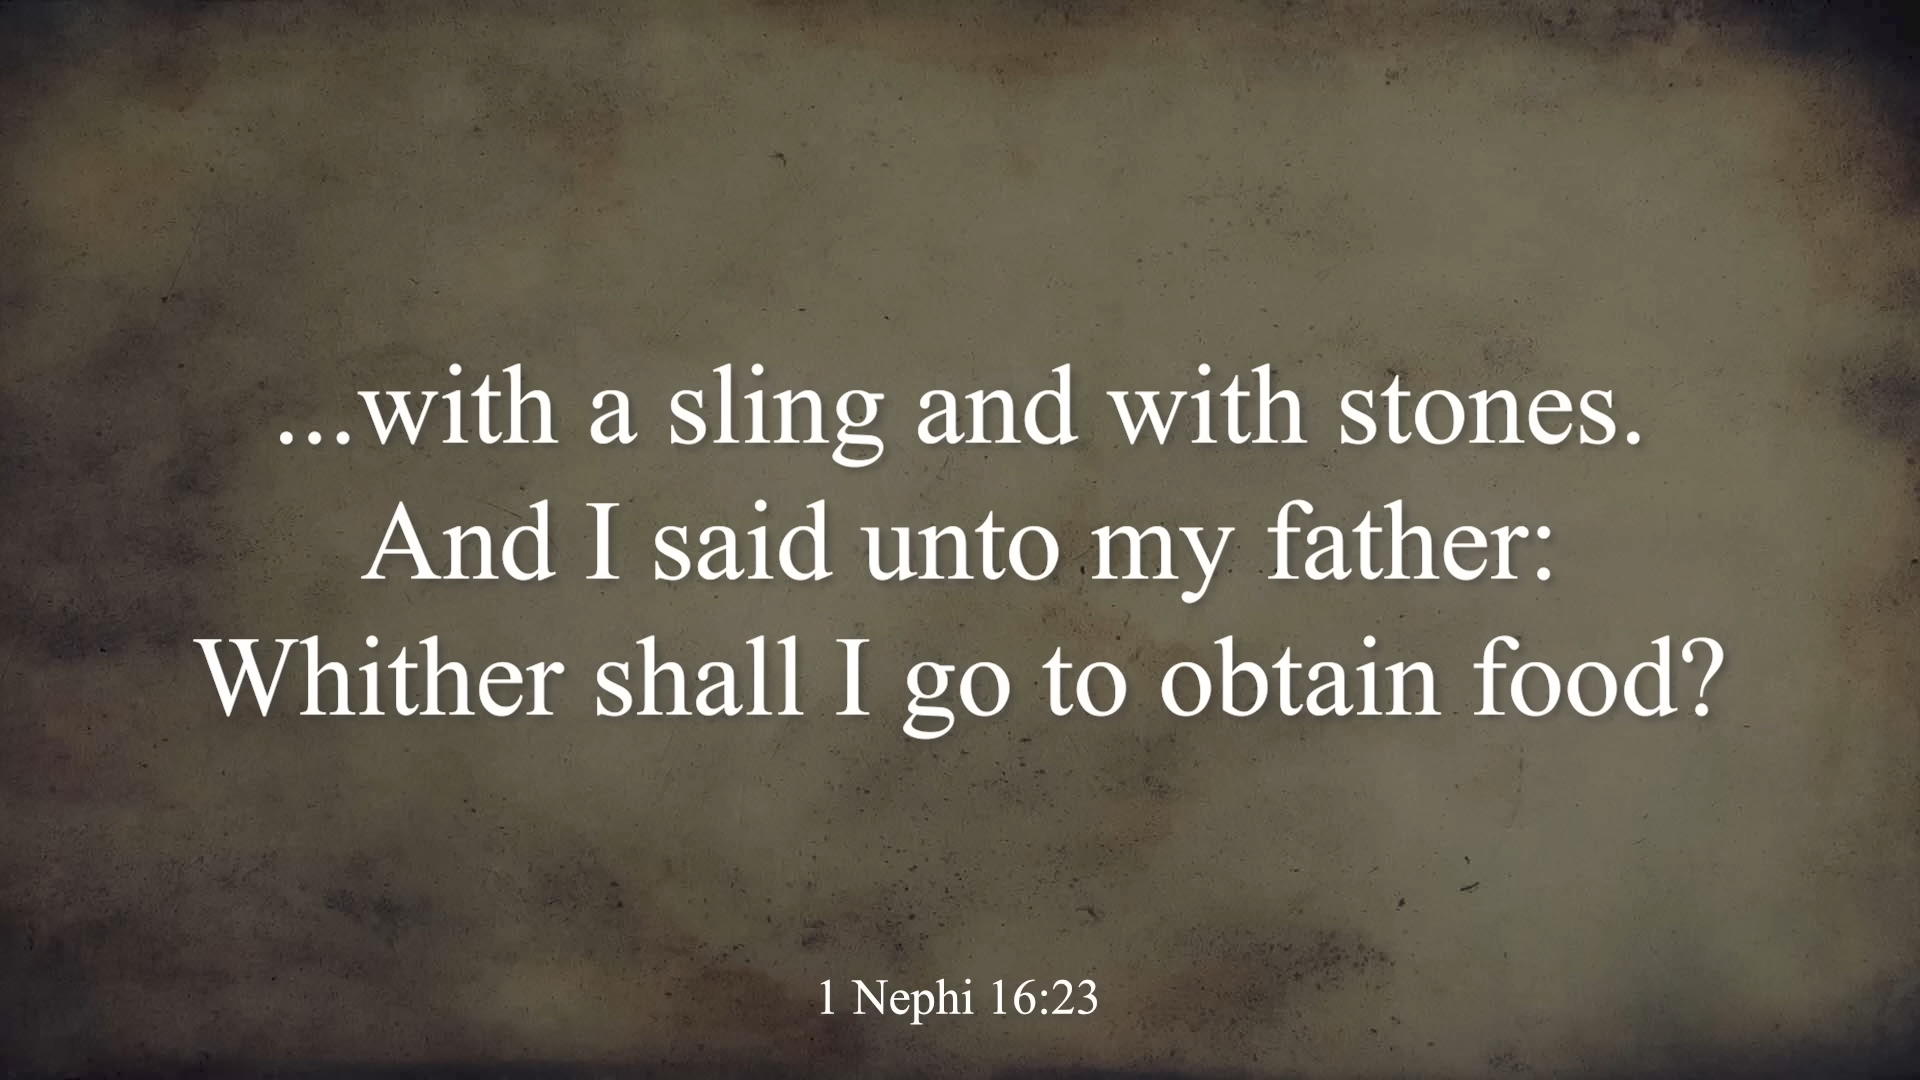 ...with a sling and with stones.
And I said unto my father:
Whither shall I go to obtain food?
1 Nephi 16:23